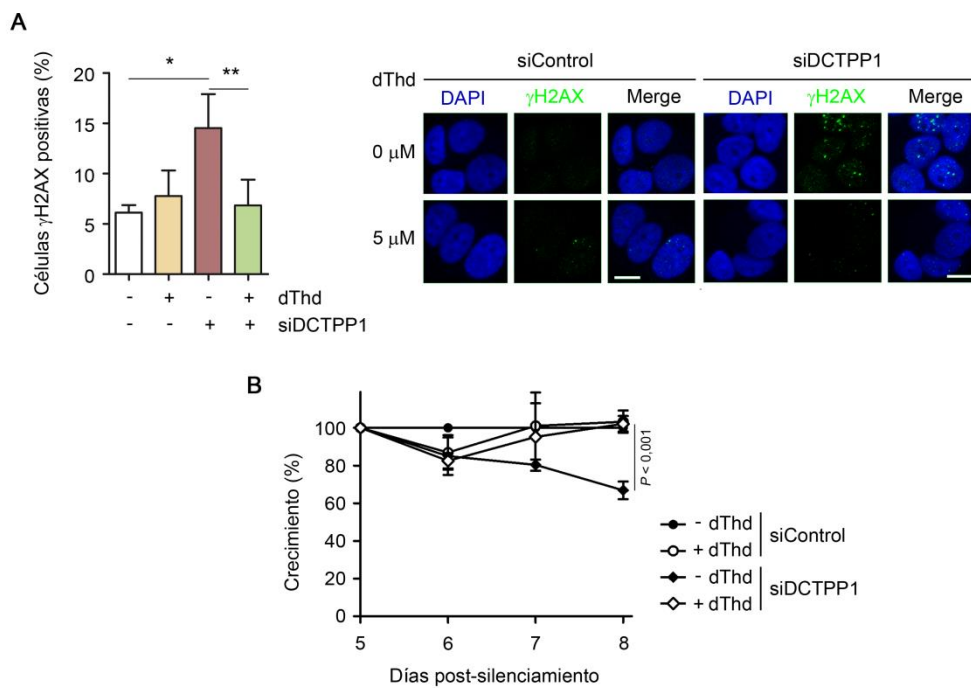 A
Células γH2AX positivas (%)
20
15
10
5
0
*
**
- + - + dThd
- - + + siDCTPP1
siControl siDCTPP1
dThd
DAPI γH2AX Merge DAPI γH2AX Merge
0 μM
5 μM
B
Crecimiento (%)
100
80
60
40
20
0
5 6 7 8
Días post-silenciamiento
P < 0,001
- dThd
+ dThd
siControl
- dThd
+ dThd
siDCTPP1